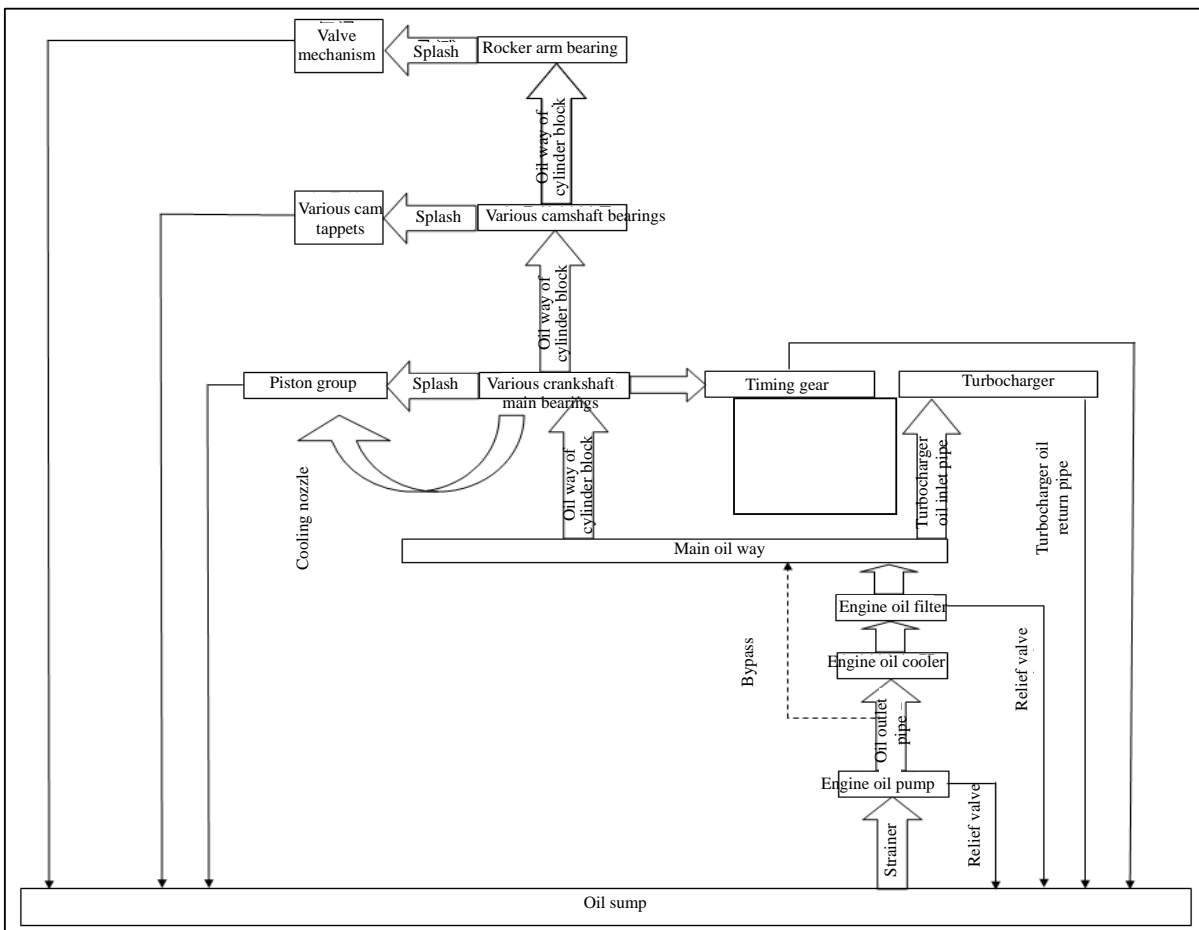 Valve
mechanism
Splash
Rocker arm bearing
Oil way of
cylinder block
Various cam
tappets
Splash
Various camshaft bearings
Oil way of
cylinder block
Piston group
Splash
Various crankshaft
main bearings
Timing gear
Turbocharger
Cooling nozzle
Oil way of
cylinder block
Turbocharger
oil inlet pipe
Turbocharger oil
return pipe
Main oil way
Engine oil filter
Bypass
Engine oil cooler
Relief valve
Oil outlet
pipe
Engine oil pump
Strainer
Relief valve
Oil sump